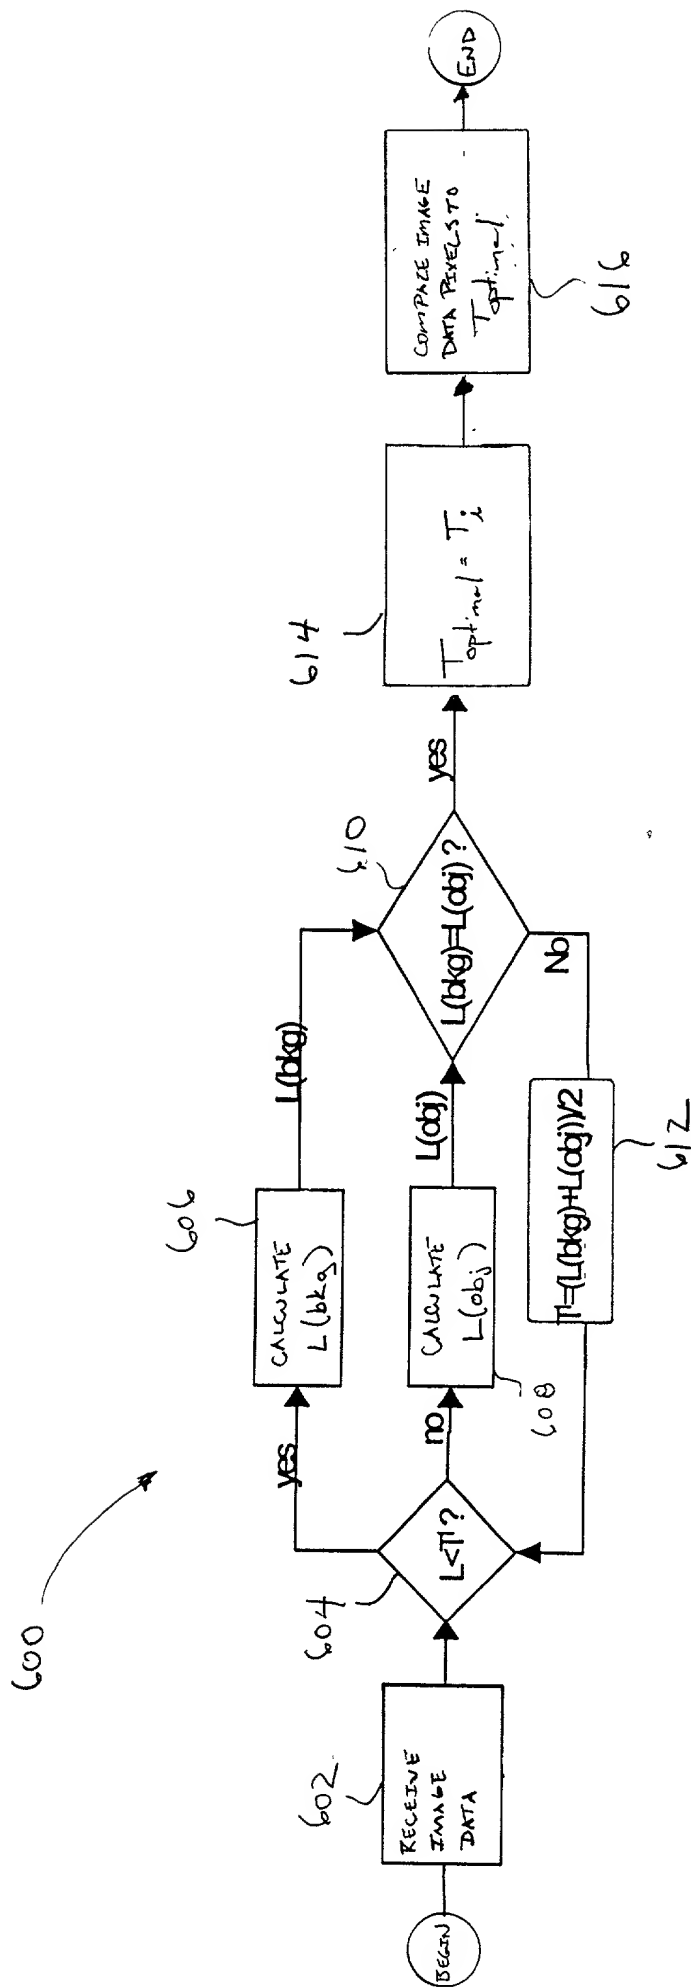 600
BEGIN
602
RECEIVE
IMAGE
DATA
604
L<T'?
yes
no
606
CALCULATE
L(bkg)
L(bkg)
CALCULATE
L(obj)
608
L(obj)
610
L(bkg)=L(obj)?
No
T'=(L(bkg)+L(obj))/2
612
yes
614
Toptimal = Ti
COMPARE IMAGE
DATA PIXELS TO
Toptimal
616
END